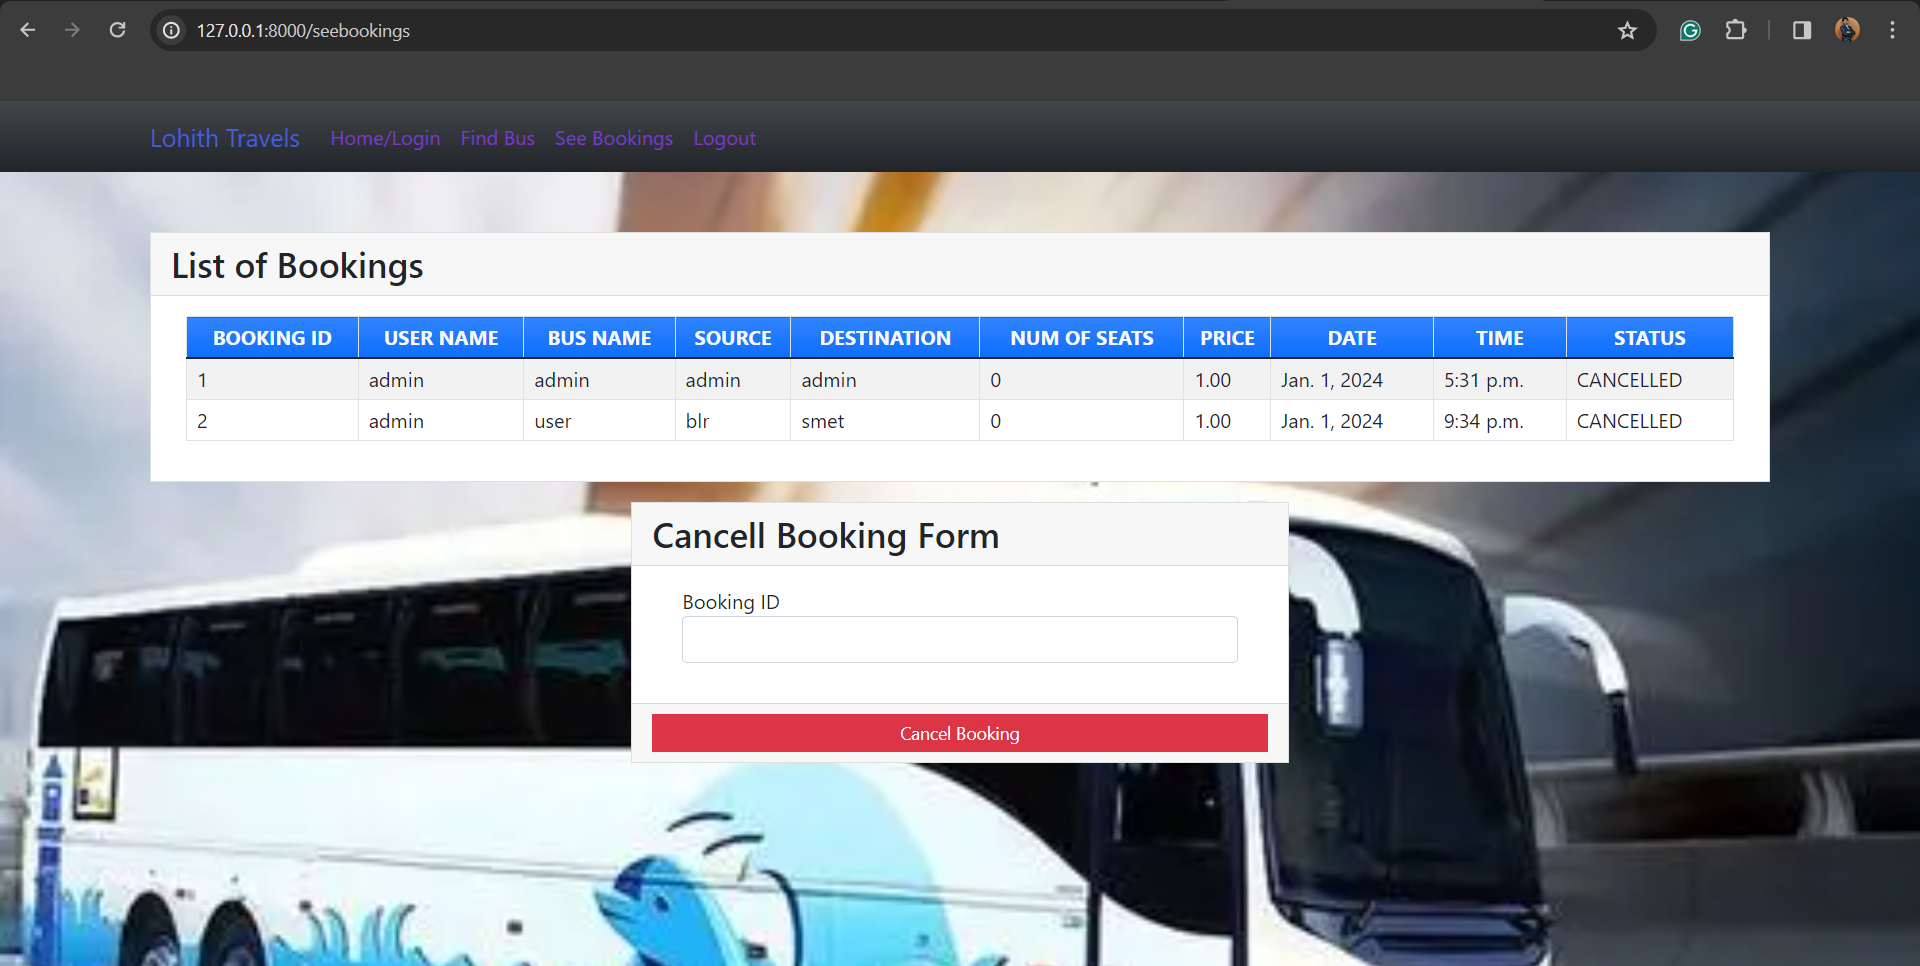 127.0.0.1:8000/seebookings
Lohith Travels Home/Login Find Bus See Bookings Logout
List of Bookings
BOOKING ID USER NAME BUS NAME SOURCE DESTINATION NUM OF SEATS PRICE DATE TIME STATUS
1 admin admin admin admin 0 1.00 Jan. 1, 2024 5:31 p.m. CANCELLED
2 admin user blr smet 0 1.00 Jan. 1, 2024 9:34 p.m. CANCELLED
Cancell Booking Form
Booking ID
Cancel Booking